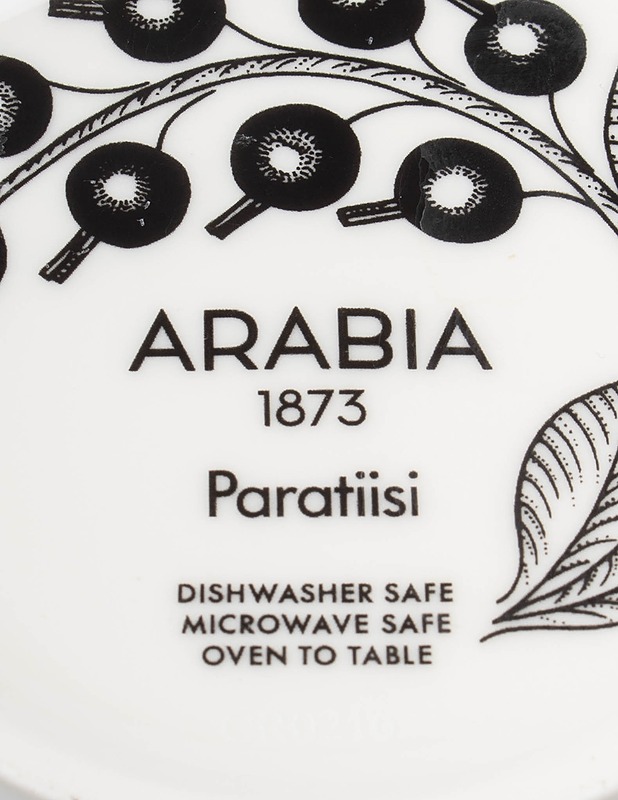 ARABIA
1873
Paratiisi
DISHWASHER SAFE
MICROWAVE SAFE
OVEN TO TABLE